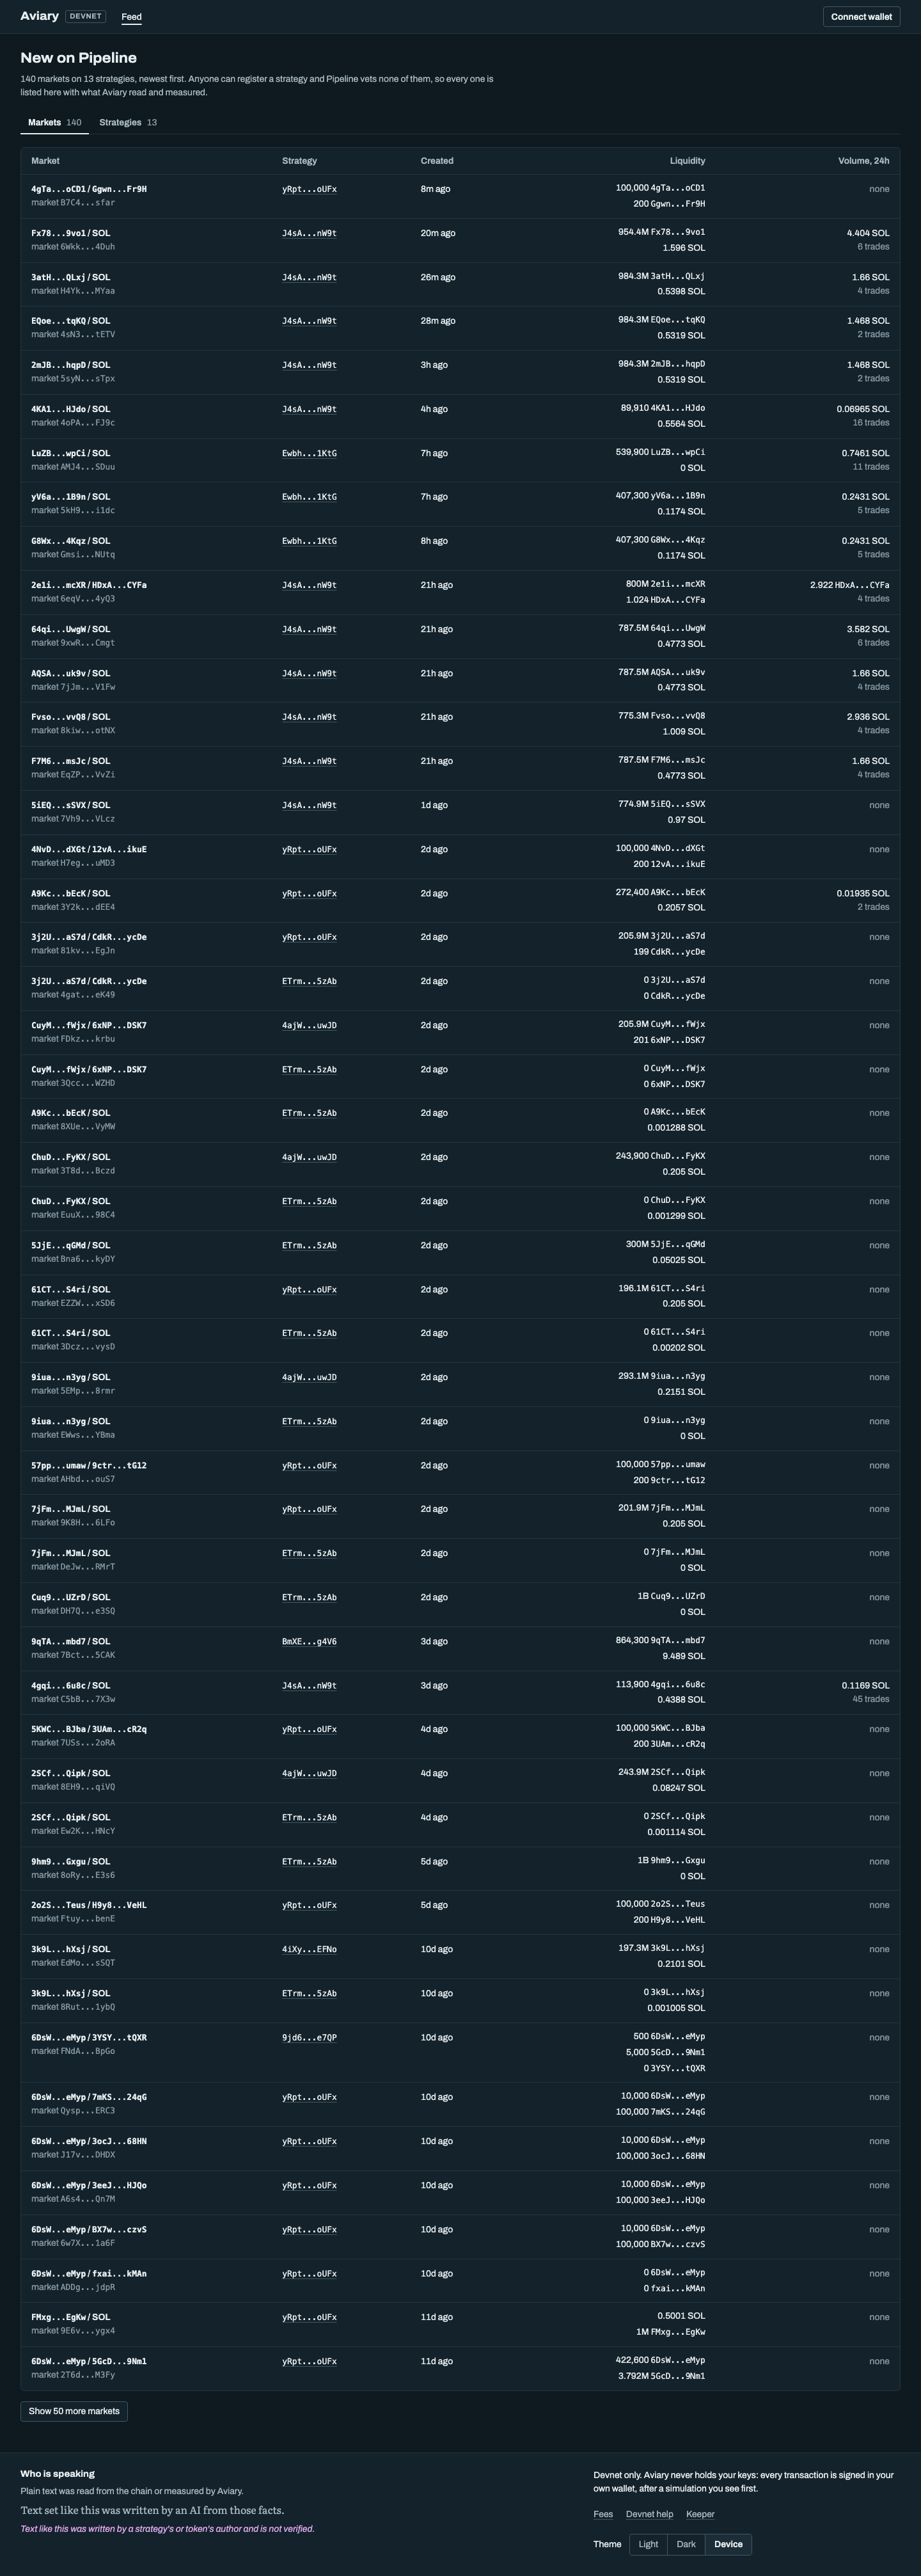 Aviary DEVNET Feed Connect wallet
New on Pipeline
140 markets on 13 strategies, newest first. Anyone can register a strategy and Pipeline vets none of them, so every one is
listed here with what Aviary read and measured.
Markets 140 Strategies 13
Market Strategy Created Liquidity Volume, 24h
4gTa...oCD1 / Ggwn...Fr9H yRpt...oUFx 8m ago 100,000 4gTa...oCD1 none
market B7C4...sfar 200 Ggwn...Fr9H
Fx78...9vo1 / SOL J4sA...nW9t 20m ago 954.4M Fx78...9vo1 4.404 SOL
market 6Wkk...4Duh 1.596 SOL 6 trades
3atH...QLxj / SOL J4sA...nW9t 26m ago 984.3M 3atH...QLxj 1.66 SOL
market H4Yk...MYaa 0.5398 SOL 4 trades
EQoe...tqKQ / SOL J4sA...nW9t 28m ago 984.3M EQoe...tqKQ 1.468 SOL
market 4sN3...tETV 0.5319 SOL 2 trades
2mJB...hqpD / SOL J4sA...nW9t 3h ago 984.3M 2mJB...hqpD 1.468 SOL
market 5syN...sTpx 0.5319 SOL 2 trades
4KA1...HJdo / SOL J4sA...nW9t 4h ago 89,910 4KA1...HJdo 0.06965 SOL
market 4oPA...FJ9c 0.5564 SOL 16 trades
LuZB...wpCi / SOL Ewbh...1KtG 7h ago 539,900 LuZB...wpCi 0.7461 SOL
market AMJ4...SDuu 0 SOL 11 trades
yV6a...1B9n / SOL Ewbh...1KtG 7h ago 407,300 yV6a...1B9n 0.2431 SOL
market 5kH9...i1dc 0.1174 SOL 5 trades
G8Wx...4Kqz / SOL Ewbh...1KtG 8h ago 407,300 G8Wx...4Kqz 0.2431 SOL
market Gmsi...NUtq 0.1174 SOL 5 trades
2e1i...mcXR / HDxA...CYFa J4sA...nW9t 21h ago 800M 2e1i...mcXR 2.922 HDxA...CYFa
market 6eqV...4yQ3 1.024 HDxA...CYFa 4 trades
64qi...UwgW / SOL J4sA...nW9t 21h ago 787.5M 64qi...UwgW 3.582 SOL
market 9xwR...Cmgt 0.4773 SOL 6 trades
AQSA...uk9v / SOL J4sA...nW9t 21h ago 787.5M AQSA...uk9v 1.66 SOL
market 7jJm...V1Fw 0.4773 SOL 4 trades
Fvso...vvQ8 / SOL J4sA...nW9t 21h ago 775.3M Fvso...vvQ8 2.936 SOL
market 8kiw...otNX 1.009 SOL 4 trades
F7M6...msJc / SOL J4sA...nW9t 21h ago 787.5M F7M6...msJc 1.66 SOL
market EqZP...VvZi 0.4773 SOL 4 trades
5iEQ...sSVX / SOL J4sA...nW9t 1d ago 774.9M 5iEQ...sSVX none
market 7Vh9...VLcz 0.97 SOL
4NvD...dXGt / 12vA...ikuE yRpt...oUFx 2d ago 100,000 4NvD...dXGt none
market H7eg...uMD3 200 12vA...ikuE
A9Kc...bEcK / SOL yRpt...oUFx 2d ago 272,400 A9Kc...bEcK 0.01935 SOL
market 3Y2k...dEE4 0.2057 SOL 2 trades
3j2U...aS7d / CdkR...ycDe yRpt...oUFx 2d ago 205.9M 3j2U...aS7d none
market 81kv...EgJn 199 CdkR...ycDe
3j2U...aS7d / CdkR...ycDe ETrm...5zAb 2d ago 0 3j2U...aS7d none
market 4gat...eK49 0 CdkR...ycDe
CuyM...fWjx / 6xNP...DSK7 4ajW...uwJD 2d ago 205.9M CuyM...fWjx none
market FDkz...krbu 201 6xNP...DSK7
CuyM...fWjx / 6xNP...DSK7 ETrm...5zAb 2d ago 0 CuyM...fWjx none
market 3Qcc...WZHD 0 6xNP...DSK7
A9Kc...bEcK / SOL ETrm...5zAb 2d ago 0 A9Kc...bEcK none
market 8XUe...VyMW 0.001288 SOL
ChuD...FyKX / SOL 4ajW...uwJD 2d ago 243,900 ChuD...FyKX none
market 3T8d...Bczd 0.205 SOL
ChuD...FyKX / SOL ETrm...5zAb 2d ago 0 ChuD...FyKX none
market EuuX...98C4 0.001299 SOL
5JjE...qGMd / SOL ETrm...5zAb 2d ago 300M 5JjE...qGMd none
market Bna6...kyDY 0.05025 SOL
61CT...S4ri / SOL yRpt...oUFx 2d ago 196.1M 61CT...S4ri none
market EZZW...xSD6 0.205 SOL
61CT...S4ri / SOL ETrm...5zAb 2d ago 0 61CT...S4ri none
market 3Dcz...vysD 0.00202 SOL
9iua...n3yg / SOL 4ajW...uwJD 2d ago 293.1M 9iua...n3yg none
market 5EMp...8rmr 0.2151 SOL
9iua...n3yg / SOL ETrm...5zAb 2d ago 0 9iua...n3yg none
market EWws...YBma 0 SOL
57pp...umaw / 9ctr...tG12 yRpt...oUFx 2d ago 100,000 57pp...umaw none
market AHbd...ouS7 200 9ctr...tG12
7jFm...MJmL / SOL yRpt...oUFx 2d ago 201.9M 7jFm...MJmL none
market 9K8H...6LFo 0.205 SOL
7jFm...MJmL / SOL ETrm...5zAb 2d ago 0 7jFm...MJmL none
market DeJw...RMrT 0 SOL
Cuq9...UZrD / SOL ETrm...5zAb 2d ago 1B Cuq9...UZrD none
market DH7Q...e3SQ 0 SOL
9qTA...mbd7 / SOL BmXE...g4V6 3d ago 864,300 9qTA...mbd7 none
market 7Bct...5CAK 9.489 SOL
4gqi...6u8c / SOL J4sA...nW9t 3d ago 113,900 4gqi...6u8c 0.1169 SOL
market C5bB...7X3w 0.4388 SOL 45 trades
5KWC...BJba / 3UAm...cR2q yRpt...oUFx 4d ago 100,000 5KWC...BJba none
market 7USs...2oRA 200 3UAm...cR2q
2SCf...Qipk / SOL 4ajW...uwJD 4d ago 243.9M 2SCf...Qipk none
market 8EH9...qiVQ 0.08247 SOL
2SCf...Qipk / SOL ETrm...5zAb 4d ago 0 2SCf...Qipk none
market Ew2K...HNcY 0.001114 SOL
9hm9...Gxgu / SOL ETrm...5zAb 5d ago 1B 9hm9...Gxgu none
market 8oRy...E3s6 0 SOL
2o2S...Teus / H9y8...VeHL yRpt...oUFx 5d ago 100,000 2o2S...Teus none
market Ftuy...benE 200 H9y8...VeHL
3k9L...hXsj / SOL 4iXy...EFNo 10d ago 197.3M 3k9L...hXsj none
market EdMo...sSQT 0.2101 SOL
3k9L...hXsj / SOL ETrm...5zAb 10d ago 0 3k9L...hXsj none
market 8Rut...1ybQ 0.001005 SOL
6DsW...eMyp / 3YSY...tQXR 9jd6...e7QP 10d ago 500 6DsW...eMyp none
market FNdA...BpGo 5,000 5GcD...9Nm1
0 3YSY...tQXR
6DsW...eMyp / 7mKS...24qG yRpt...oUFx 10d ago 10,000 6DsW...eMyp none
market Qysp...ERC3 100,000 7mKS...24qG
6DsW...eMyp / 3ocJ...68HN yRpt...oUFx 10d ago 10,000 6DsW...eMyp none
market J17v...DHDX 100,000 3ocJ...68HN
6DsW...eMyp / 3eeJ...HJQo yRpt...oUFx 10d ago 10,000 6DsW...eMyp none
market A6s4...Qn7M 100,000 3eeJ...HJQo
6DsW...eMyp / BX7w...czvS yRpt...oUFx 10d ago 10,000 6DsW...eMyp none
market 6w7X...1a6F 100,000 BX7w...czvS
6DsW...eMyp / fxai...kMAn yRpt...oUFx 10d ago 0 6DsW...eMyp none
market ADDg...jdpR 0 fxai...kMAn
FMxg...EgKw / SOL yRpt...oUFx 11d ago 0.5001 SOL none
market 9E6v...ygx4 1M FMxg...EgKw
6DsW...eMyp / 5GcD...9Nm1 yRpt...oUFx 11d ago 422,600 6DsW...eMyp none
market 2T6d...M3Fy 3.792M 5GcD...9Nm1
Show 50 more markets
Who is speaking
Plain text was read from the chain or measured by Aviary.
Text set like this was written by an AI from those facts.
Text like this was written by a strategy's or token's author and is not verified.
Devnet only. Aviary never holds your keys: every transaction is signed in your
own wallet, after a simulation you see first.
Fees Devnet help Keeper
Theme Light Dark Device